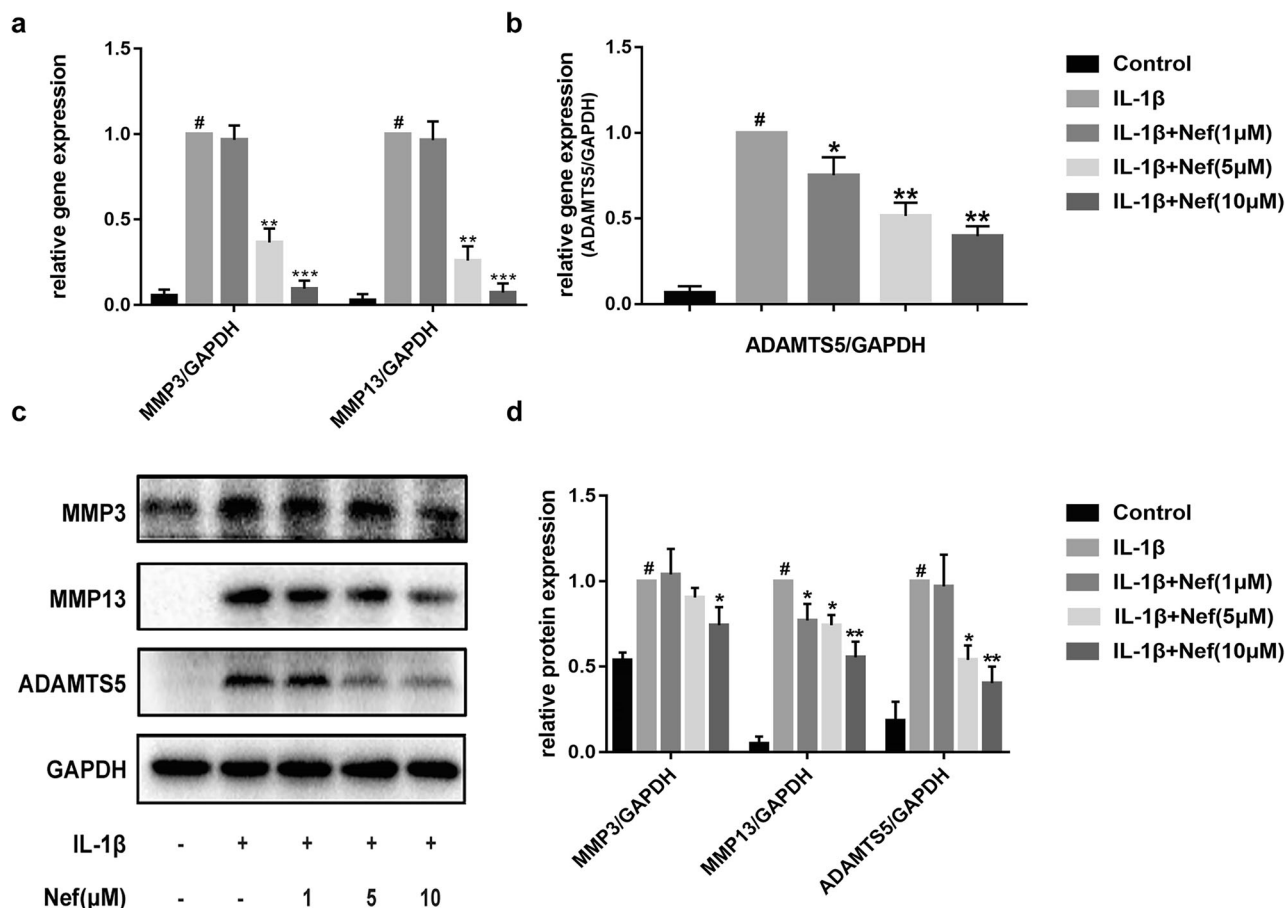 a
relative gene expression
1.5
1.0
0.5
0.0
#
**
***
#
**
***
MMP3/GAPDH
MMP13/GAPDH
b
relative gene expression
(ADAMTS5/GAPDH)
1.5
1.0
0.5
0.0
#
*
**
**
ADAMTS5/GAPDH
Control
IL-1β
IL-1β+Nef(1μM)
IL-1β+Nef(5μM)
IL-1β+Nef(10μM)
c
MMP3
MMP13
ADAMTS5
GAPDH
IL-1β - + + + +
Nef(μM) - - 1 5 10
d
relative protein expression
1.5
1.0
0.5
0.0
#
*
#
*
*
**
#
*
**
MMP3/GAPDH
MMP13/GAPDH
ADAMTS5/GAPDH
Control
IL-1β
IL-1β+Nef(1μM)
IL-1β+Nef(5μM)
IL-1β+Nef(10μM)